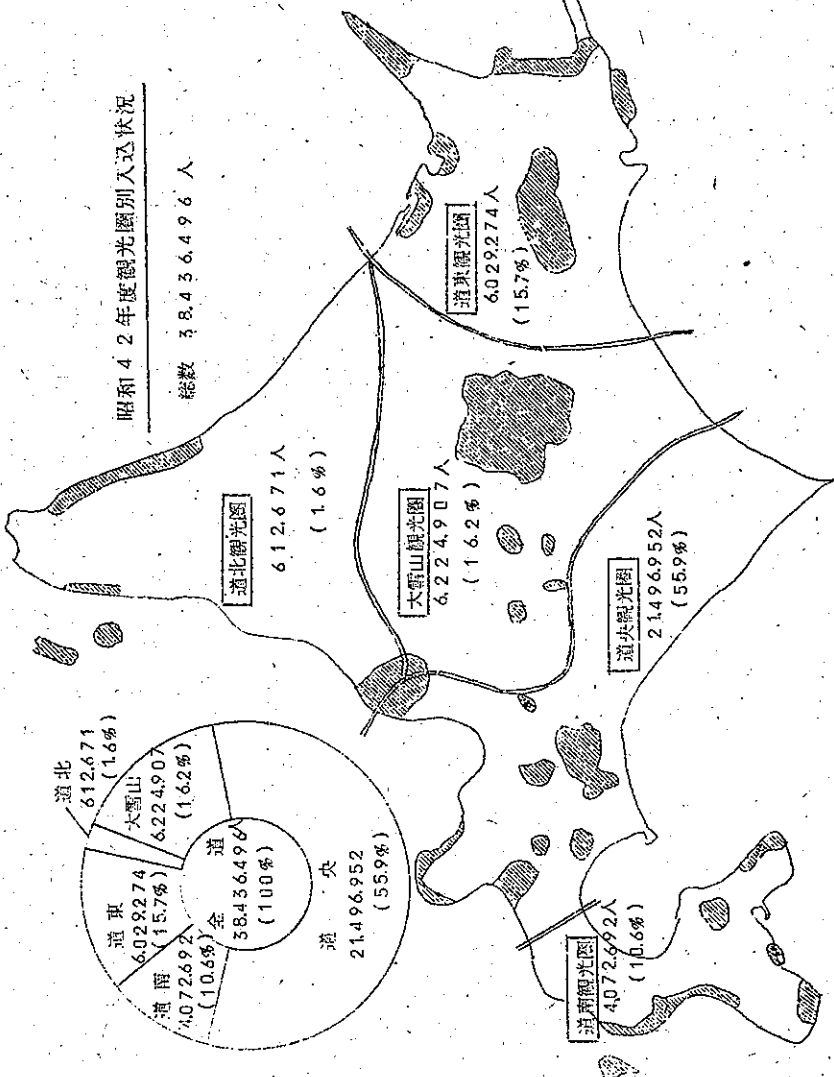 昭和42年度観光圏別入込状況
総数 38,436,496人
道北観光圏
612,671人
(1.6%)
大雪山観光圏
6,224,907人
(16.2%)
道東観光圏
6,029,274人
(15.7%)
道央観光圏
21,496,952人
(55.9%)
道南観光圏
4,072,692人
(10.6%)
道北
612,671
(1.6%)
大雪山
6,224,907
(16.2%)
道東
6,029,274
(15.7%)
道南
4,072,692
(10.6%)
全道
38,436,496人
(100%)
道央
21,496,952
(55.9%)